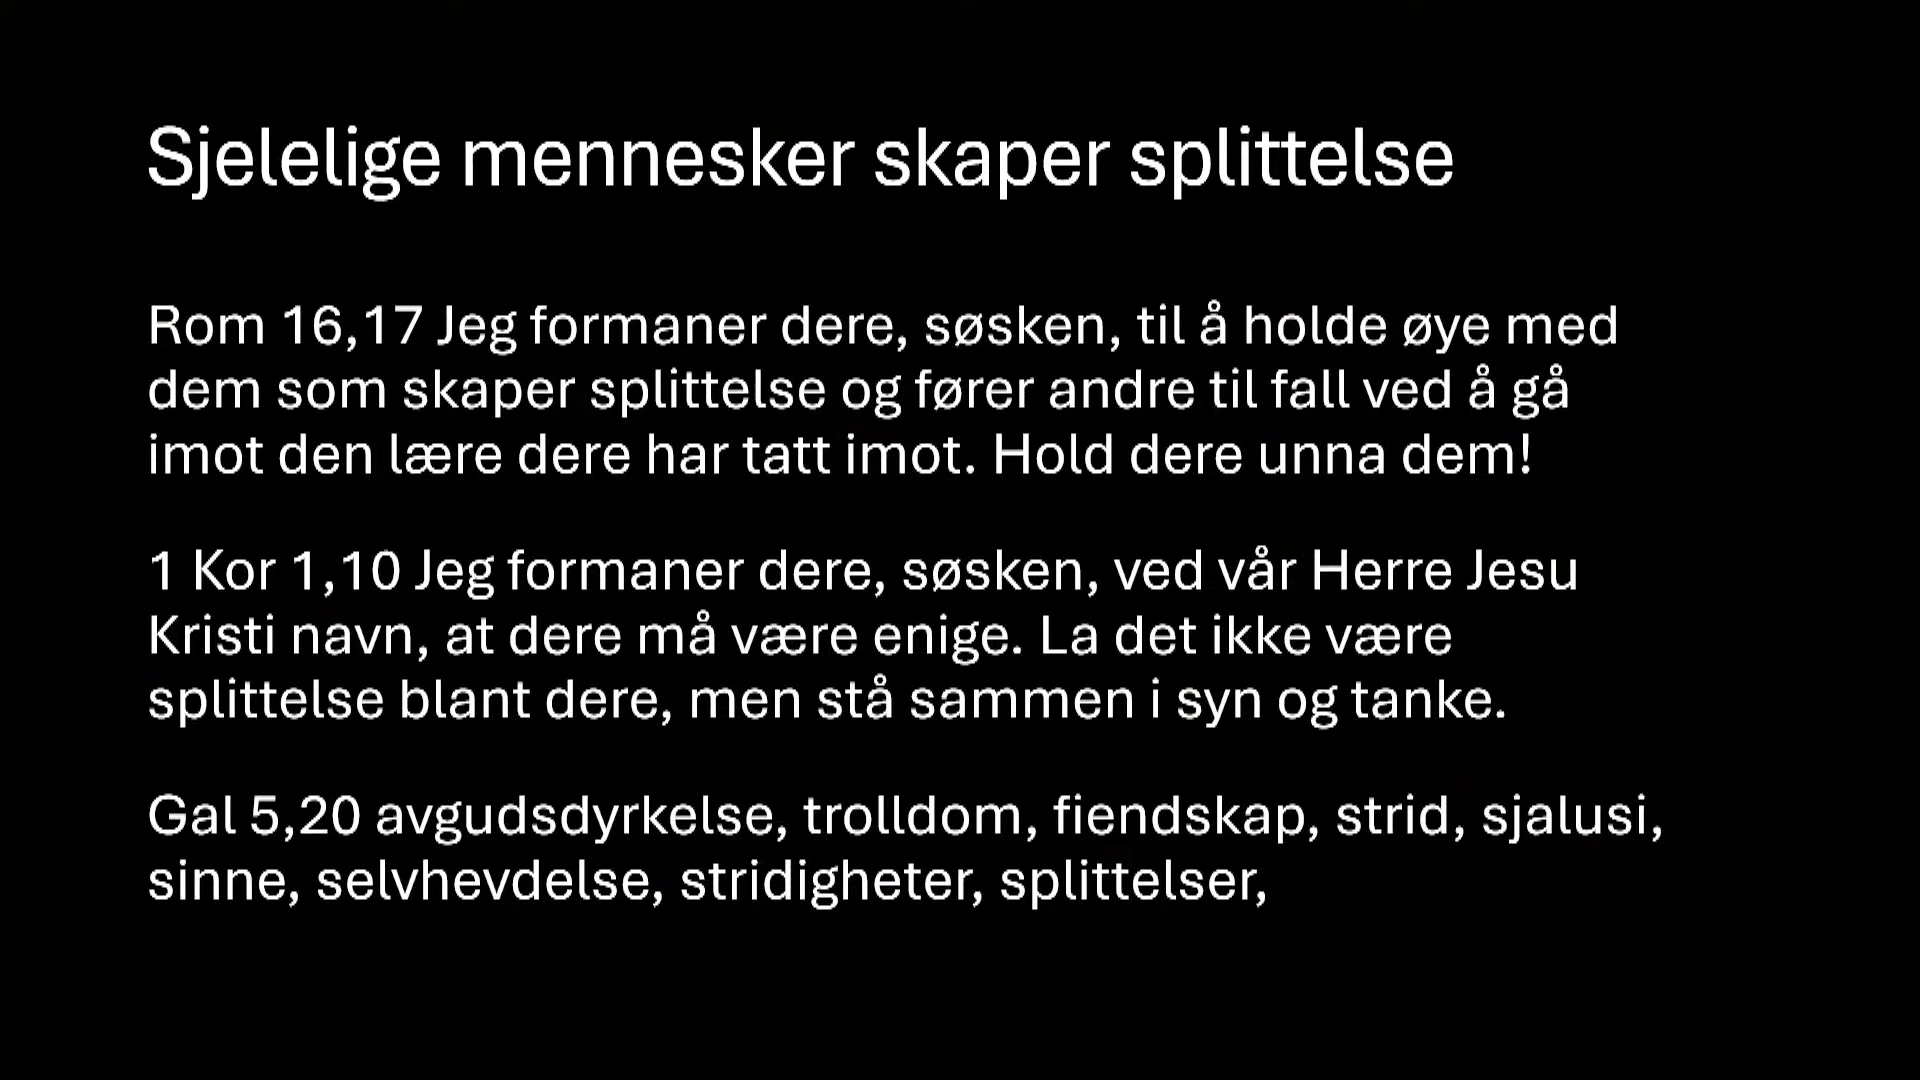 Sjelelige mennesker skaper splittelse
Rom 16,17 Jeg formaner dere, søsken, til å holde øye med
dem som skaper splittelse og fører andre til fall ved å gå
imot den lære dere har tatt imot. Hold dere unna dem!
1 Kor 1,10 Jeg formaner dere, søsken, ved vår Herre Jesu
Kristi navn, at dere må være enige. La det ikke være
splittelse blant dere, men stå sammen i syn og tanke.
Gal 5,20 avgudsdyrkelse, trolldom, fiendskap, strid, sjalusi,
sinne, selvhevdelse, stridigheter, splittelser,